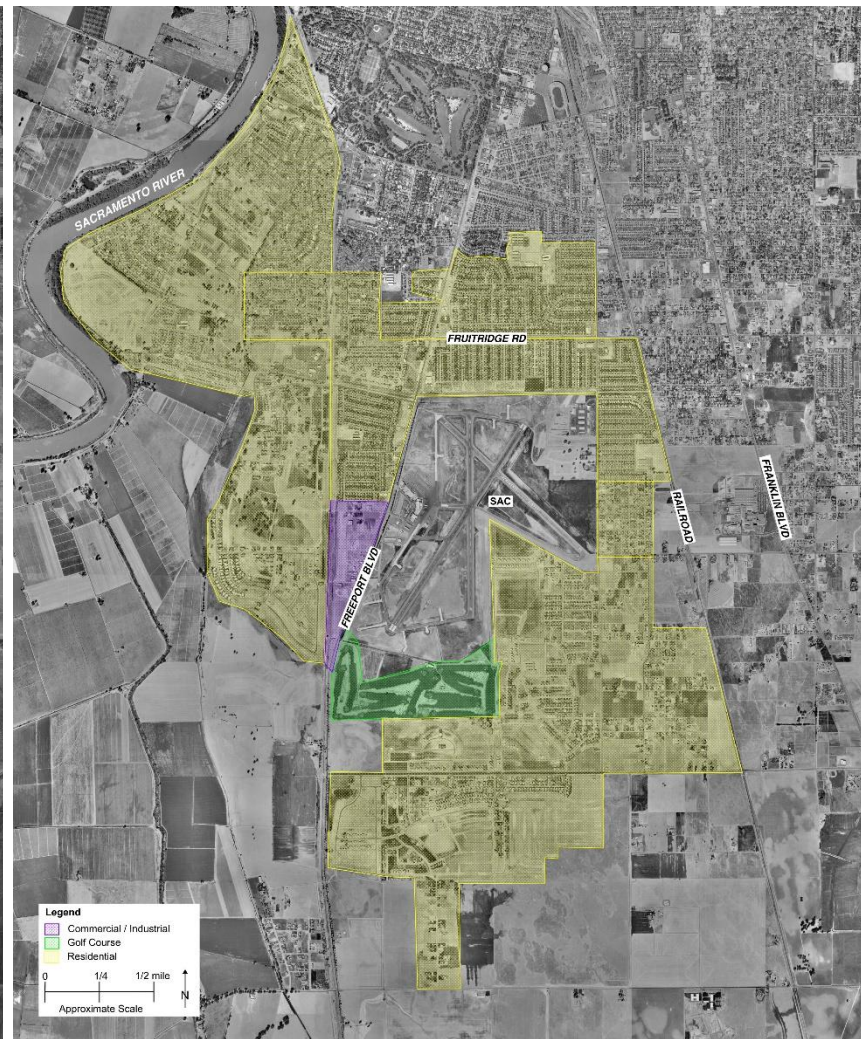 SACRAMENTO RIVER
FRUITRIDGE RD
SAC
FREEPORT BLVD
RAILROAD
FRANKLIN BLVD
Legend
Commercial / Industrial
Golf Course
Residential
0 1/4 1/2 mile
Approximate Scale
N